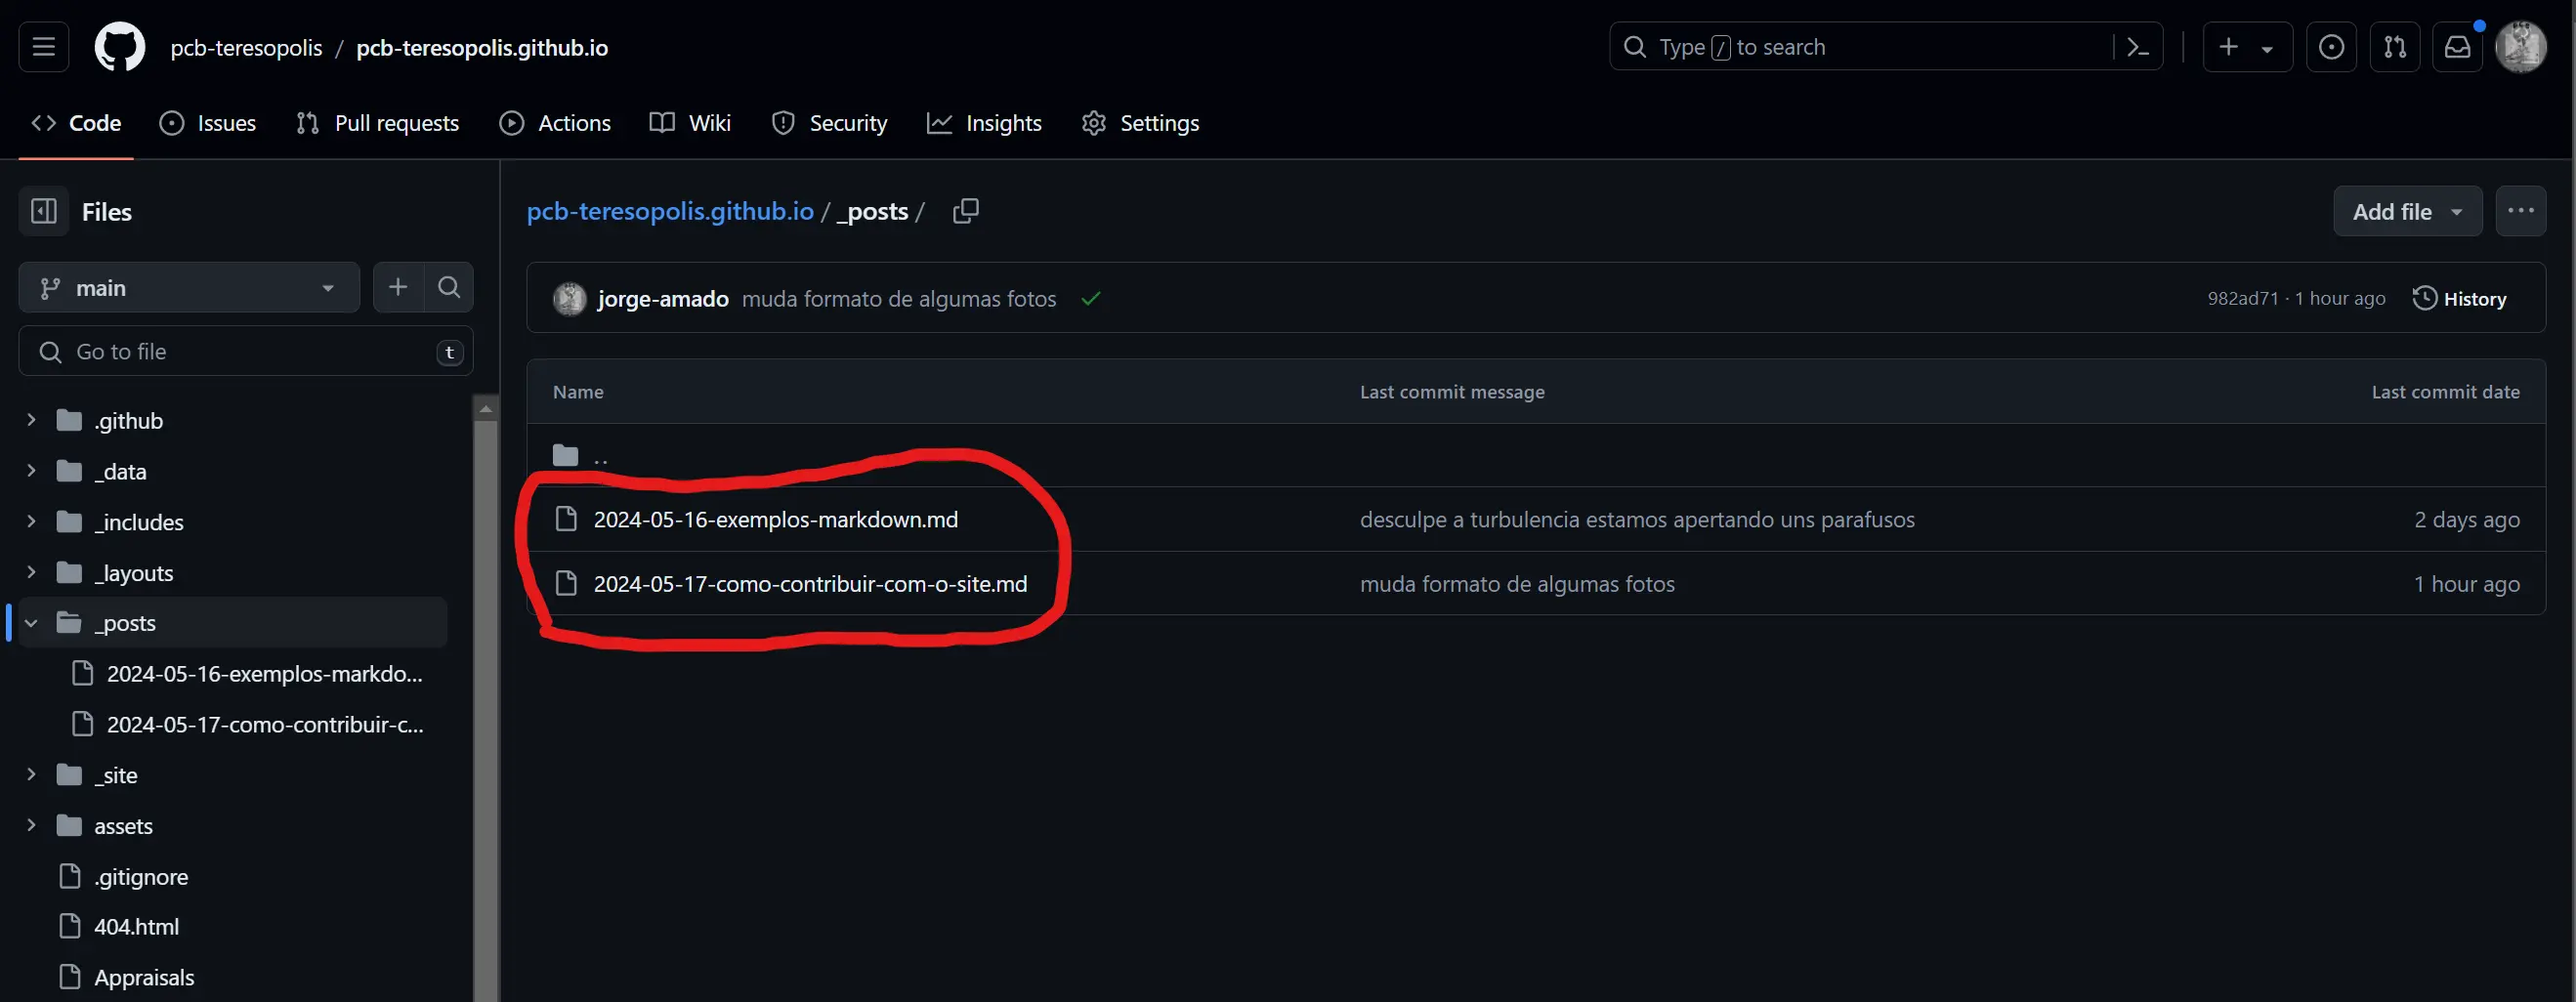 pcb-teresopolis / pcb-teresopolis.github.io
Type / to search
Code Issues Pull requests Actions Wiki Security Insights Settings
Files
main
Go to file t
.github
_data
_includes
_layouts
_posts
2024-05-16-exemplos-markdo...
2024-05-17-como-contribuir-c...
_site
assets
.gitignore
404.html
Appraisals
pcb-teresopolis.github.io / _posts /
Add file
jorge-amado muda formato de algumas fotos
982ad71 · 1 hour ago History
Name Last commit message Last commit date
..
2024-05-16-exemplos-markdown.md desculpe a turbulencia estamos apertando uns parafusos 2 days ago
2024-05-17-como-contribuir-com-o-site.md muda formato de algumas fotos 1 hour ago